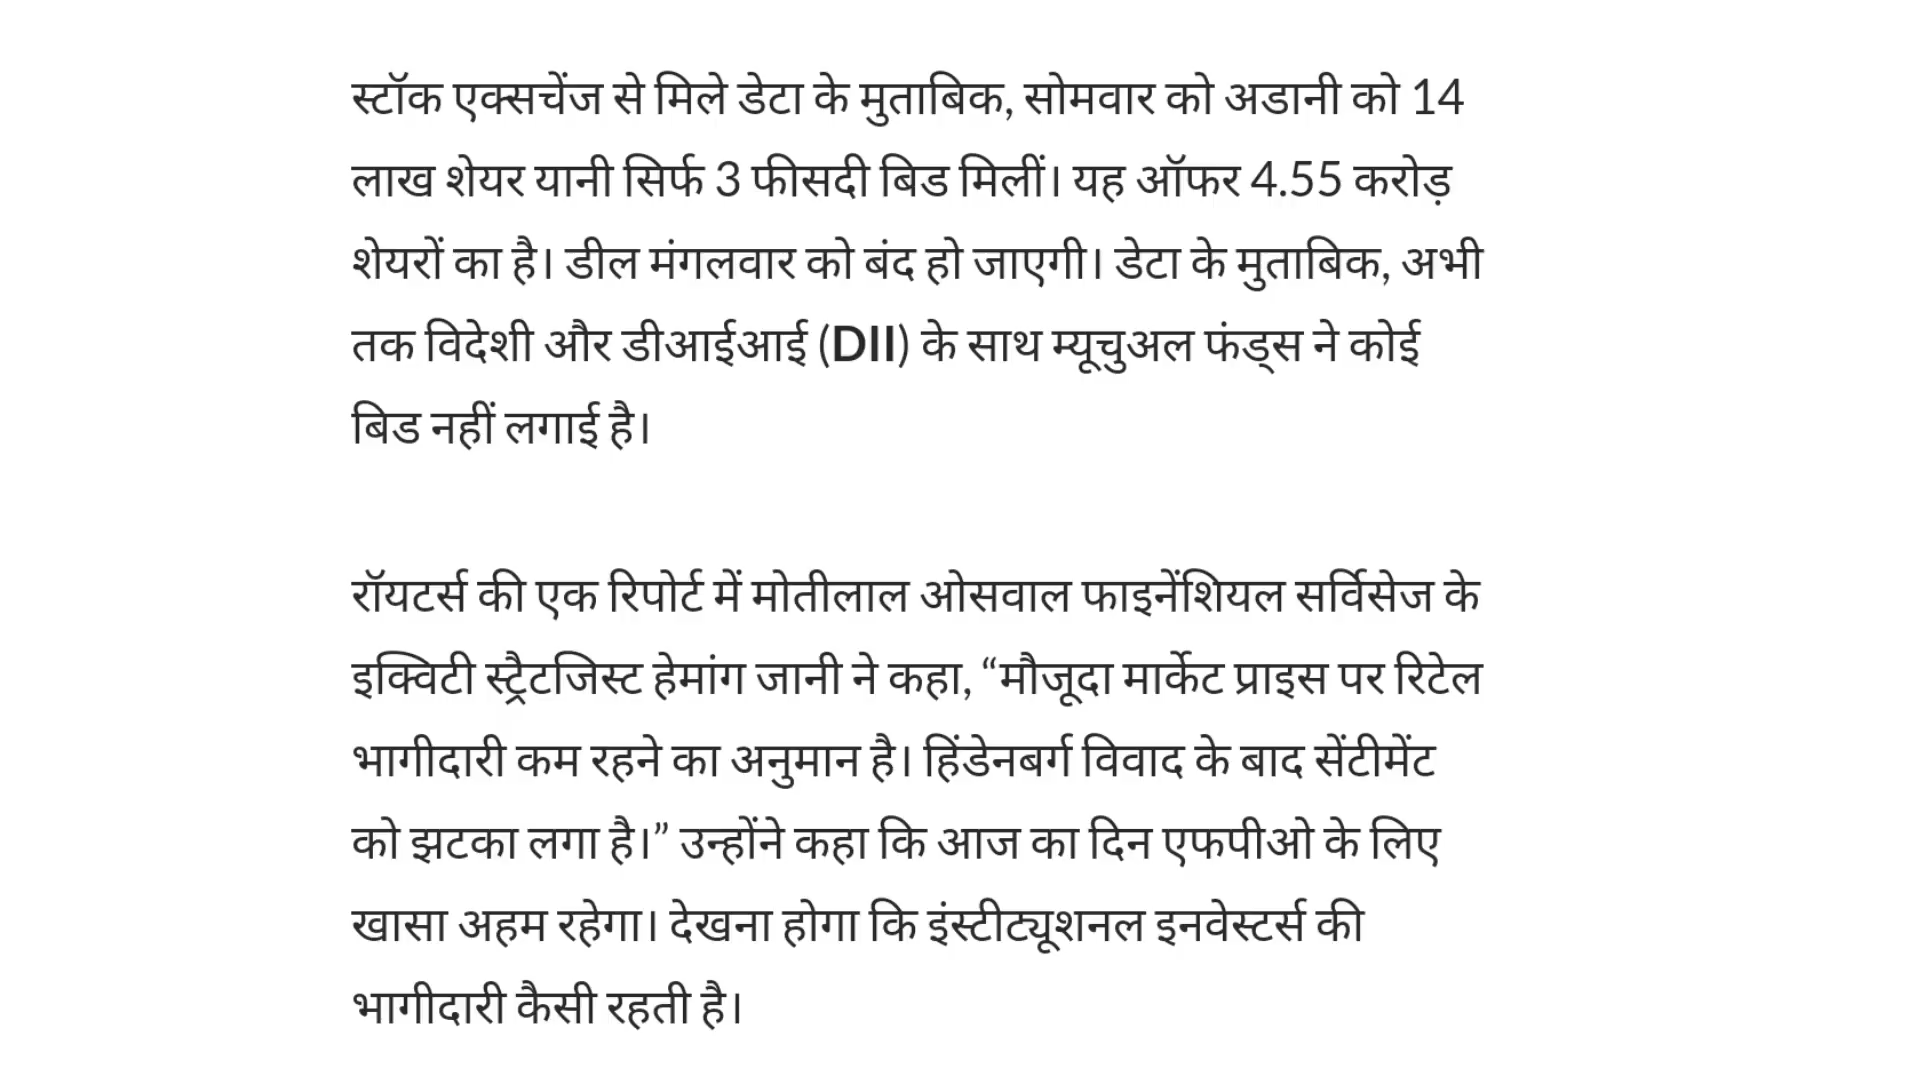 स्टॉक एक्सचेंज से मिले डेटा के मुताबिक, सोमवार को अडानी को 14
लाख शेयर यानी सिर्फ 3 फीसदी बिड मिलीं। यह ऑफर 4.55 करोड़
शेयरों का है। डील मंगलवार को बंद हो जाएगी। डेटा के मुताबिक, अभी
तक विदेशी और डीआईआई (DII) के साथ म्यूचुअल फंड्स ने कोई
बिड नहीं लगाई है।
रॉयटर्स की एक रिपोर्ट में मोतीलाल ओसवाल फाइनेंशियल सर्विसेज के
इक्विटी स्ट्रैटजिस्ट हेमांग जानी ने कहा, “मौजूदा मार्केट प्राइस पर रिटेल
भागीदारी कम रहने का अनुमान है। हिंडेनबर्ग विवाद के बाद सेंटीमेंट
को झटका लगा है।” उन्होंने कहा कि आज का दिन एफपीओ के लिए
खासा अहम रहेगा। देखना होगा कि इंस्टीट्यूशनल इनवेस्टर्स की
भागीदारी कैसी रहती है।